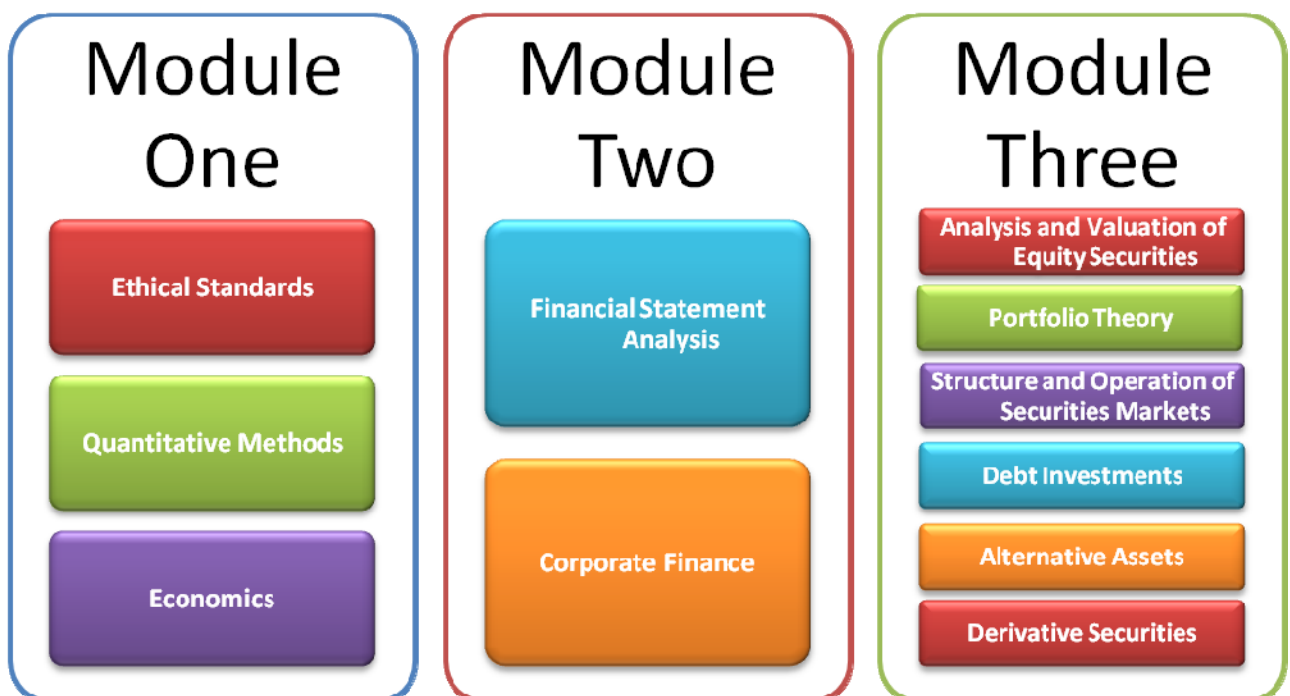 Module
One
Ethical Standards
Quantitative Methods
Economics
Module
Two
Financial Statement
Analysis
Corporate Finance
Module
Three
Analysis and Valuation of
Equity Securities
Portfolio Theory
Structure and Operation of
Securities Markets
Debt Investments
Alternative Assets
Derivative Securities